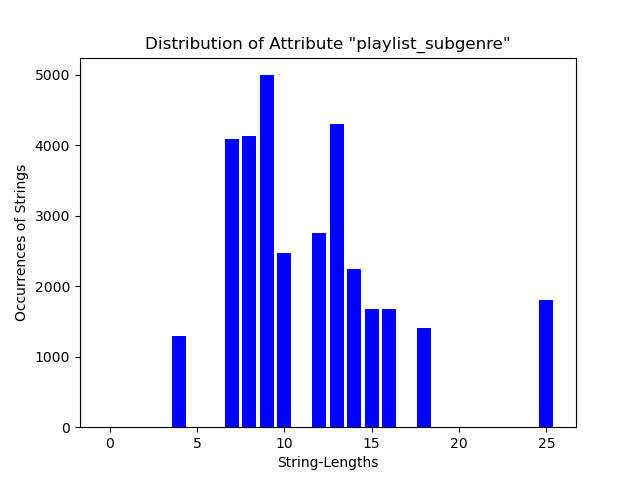 Distribution of Attribute "playlist_subgenre"
5000
4000
3000
2000
1000
0
Occurrences of Strings
0 5 10 15 20 25
String-Lengths